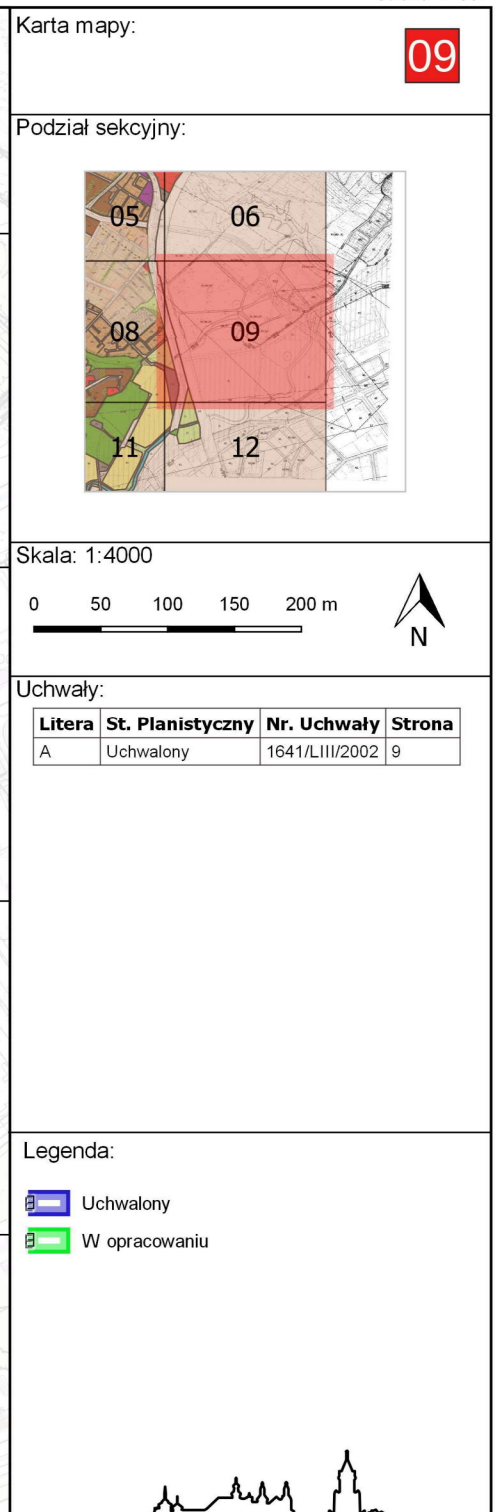 Karta mapy:
09
Podział sekcyjny:
05 06
08 09
11 12
Skala: 1:4000
0 50 100 150 200 m
N
Uchwały:
Litera St. Planistyczny Nr. Uchwały Strona
A Uchwalony 1641/LIII/2002 9
Legenda:
Uchwalony
W opracowaniu